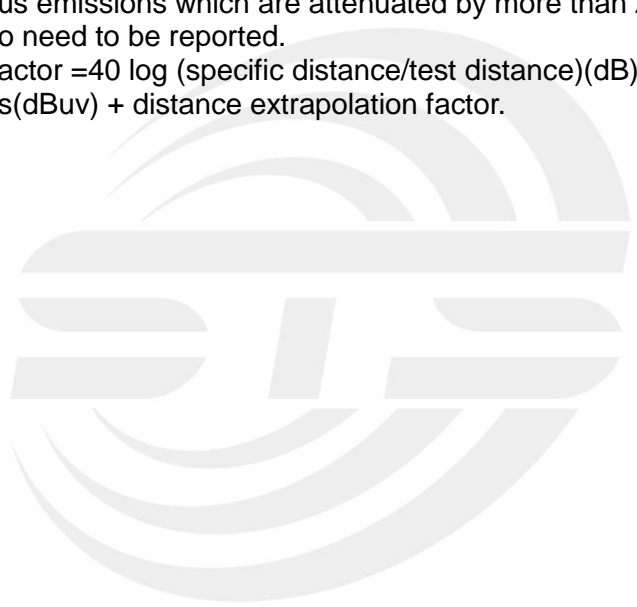 us emissions which are attenuated by more than
o need to be reported.
actor =40 log (specific distance/test distance)(dB)
s(dBuv) + distance extrapolation factor.
STS